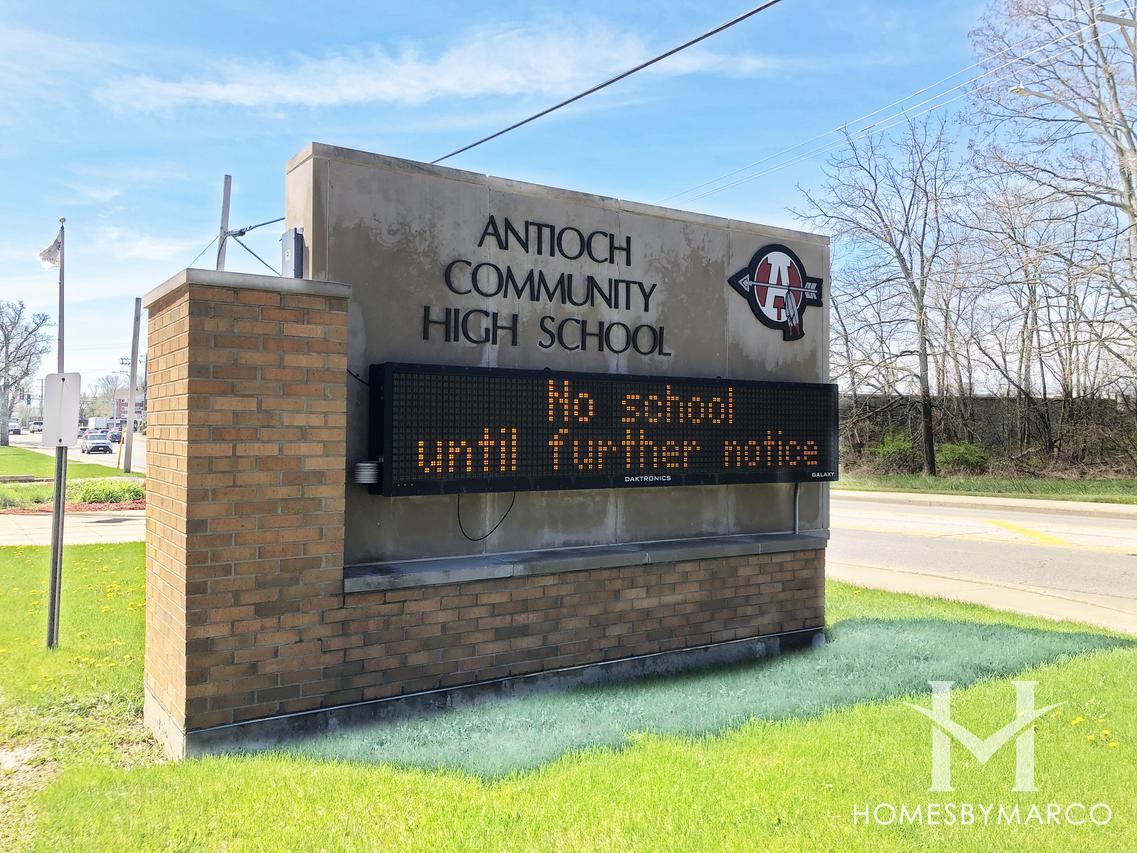 ANTIOCH
COMMUNITY
HIGH SCHOOL
A
No school
until further notice
DAKTRONICS
GALAXY
HOMESBYMARCO